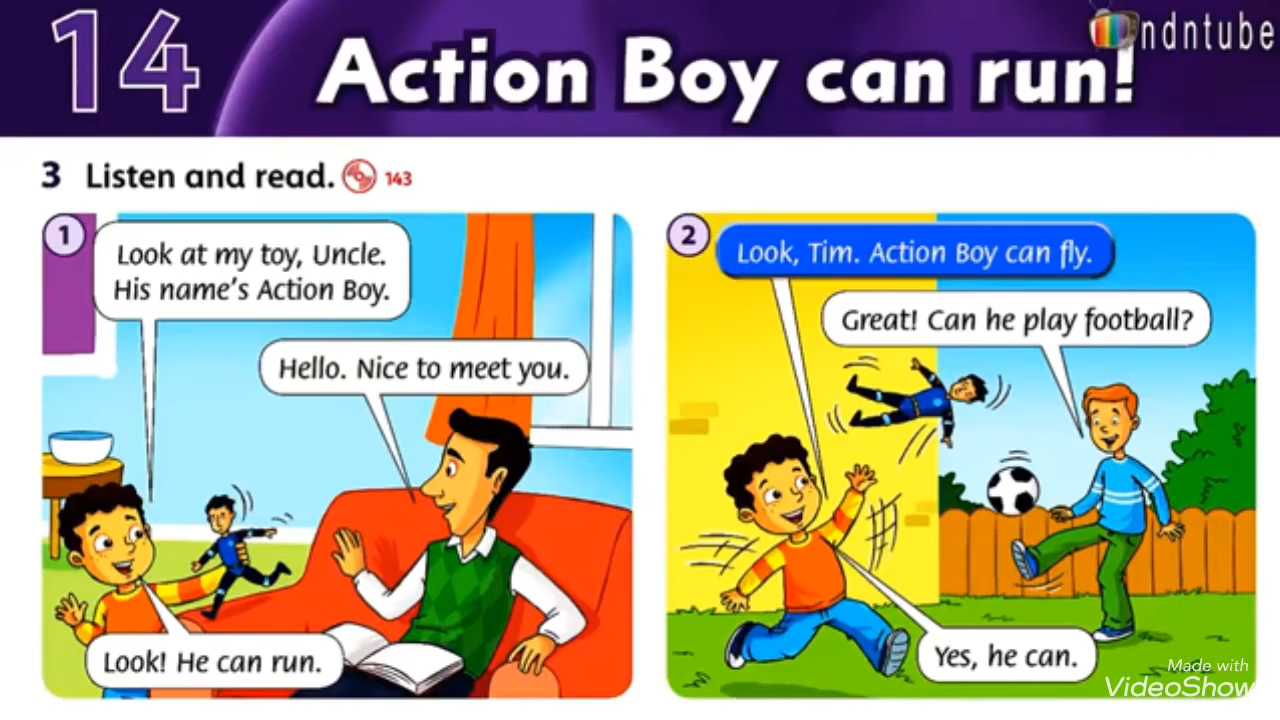 14 Action Boy can run!
ndntube
3 Listen and read. 143
1
Look at my toy, Uncle.
His name's Action Boy.
Hello. Nice to meet you.
Look! He can run.
2
Look, Tim. Action Boy can fly.
Great! Can he play football?
Yes, he can.
Made with
VideoShow